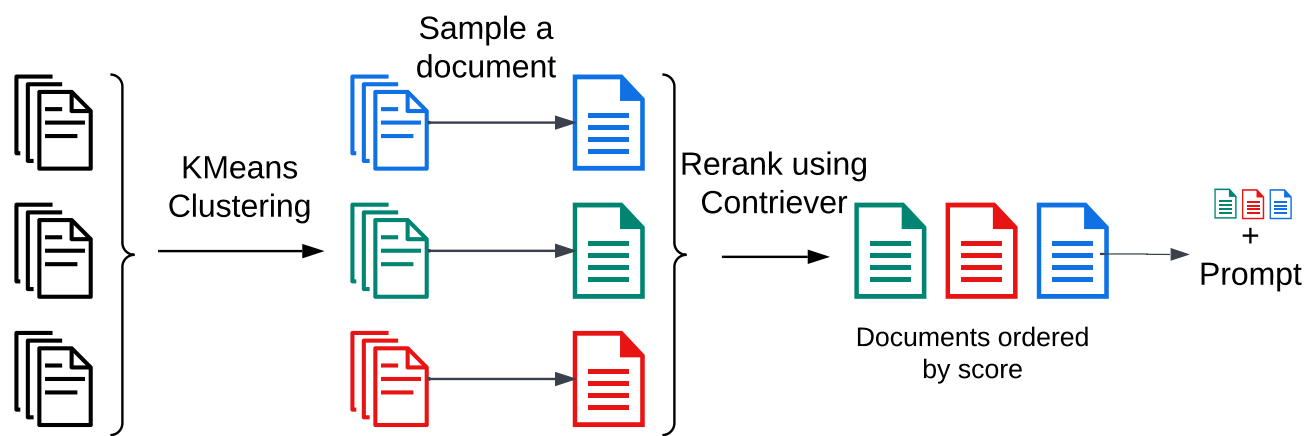 Sample a
document
KMeans
Clustering
Rerank using
Contriever
Documents ordered
by score
+
Prompt